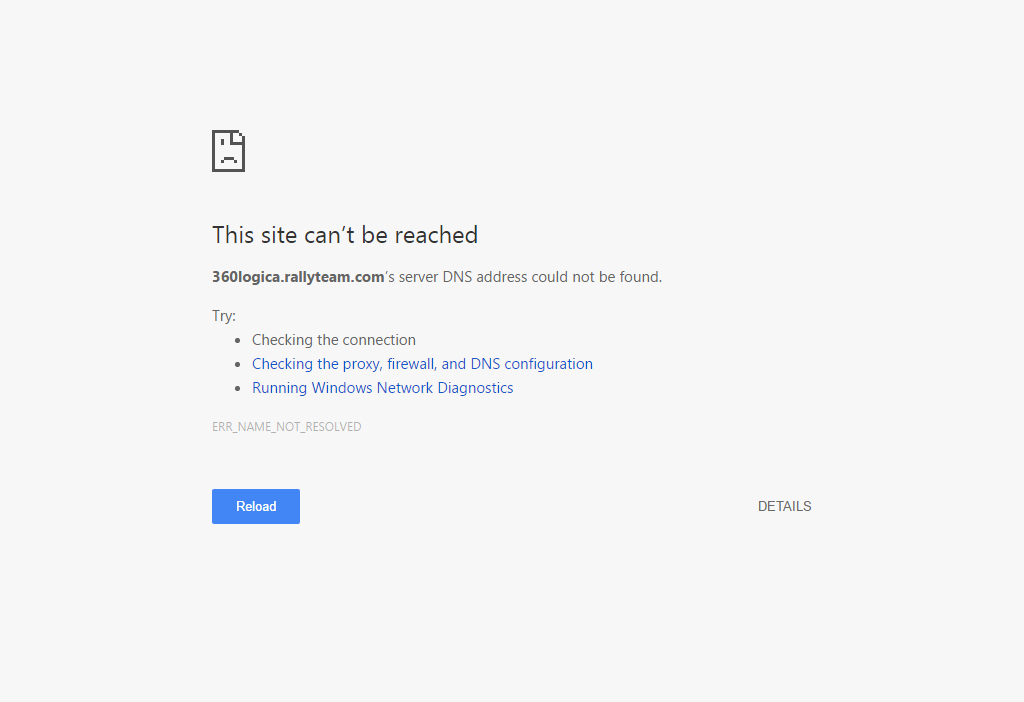 This site can’t be reached
360logica.rallyteam.com’s server DNS address could not be found.
Try:
Checking the connection
Checking the proxy, firewall, and DNS configuration
Running Windows Network Diagnostics
ERR_NAME_NOT_RESOLVED
Reload
DETAILS